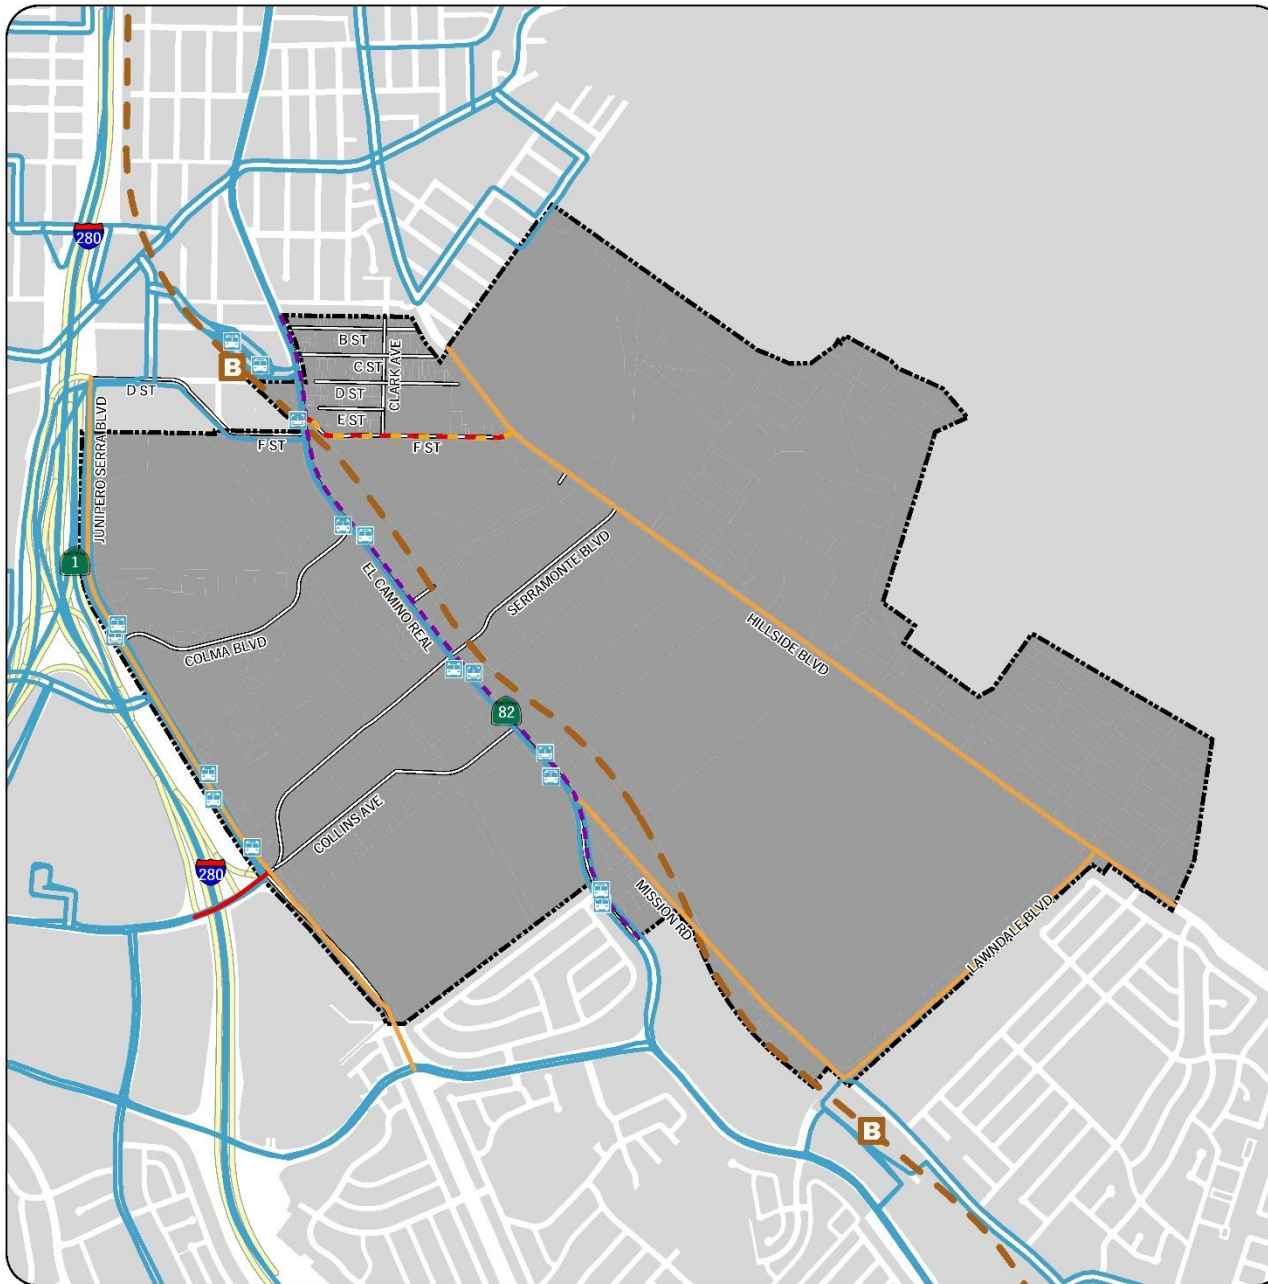 280
B ST
C ST
CLARK AVE
B
D ST
D ST
E ST
F ST
F ST
JUNIPERO SERRA BLVD
1
EL CAMINO REAL
SERRAMONTE BLVD
COLMA BLVD
HILLSIDE BLVD
82
COLLINS AVE
280
MISSION RD
LAWNDALE BLVD
B